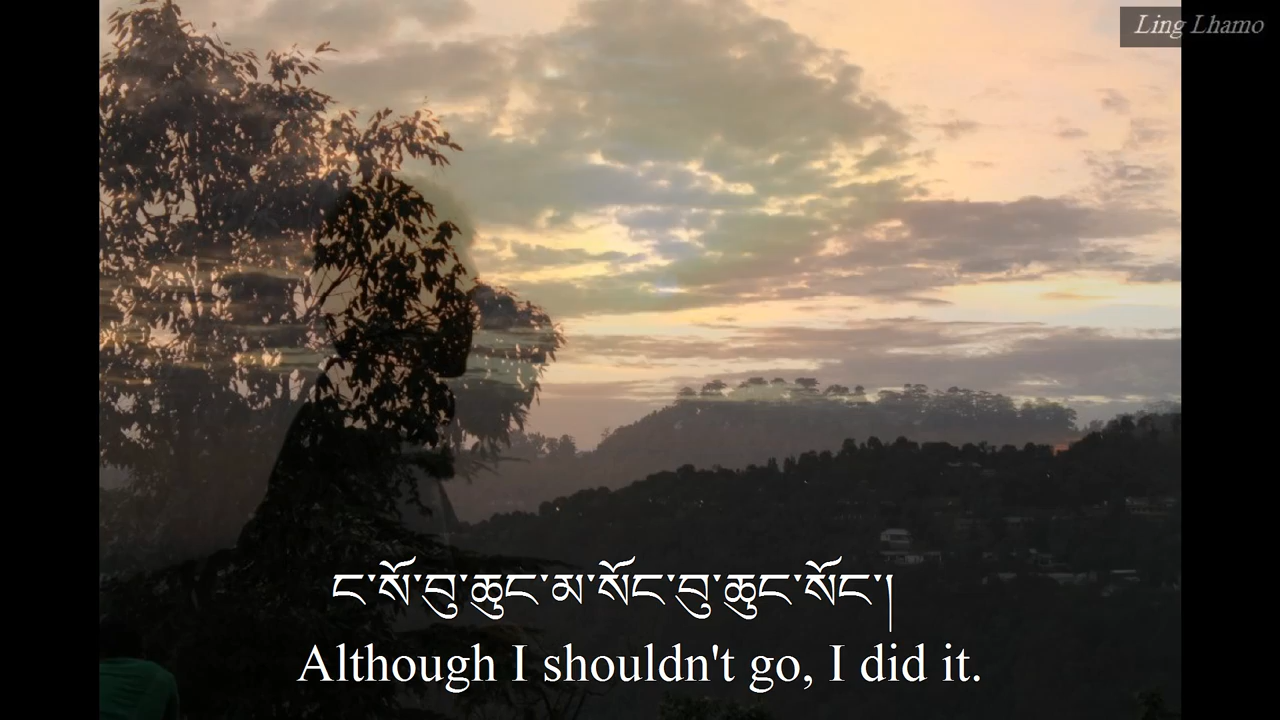 Ling Lhamo
ང་སོ་བུ་ཆུང་མ་སོང་བུ་ཆུང་སོང་།
Although I shouldn't go, I did it.